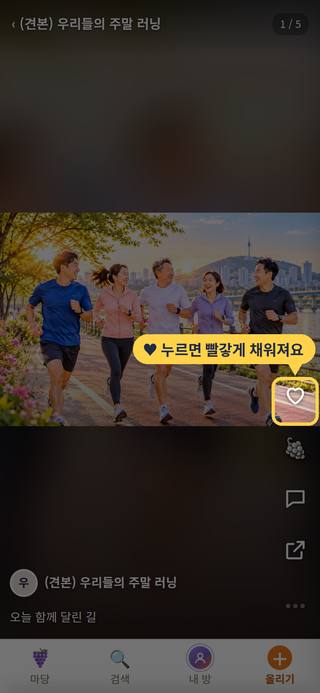 ‹ (견본) 우리들의 주말 러닝
1 / 5
♥ 누르면 빨갛게 채워져요
우
(견본) 우리들의 주말 러닝
오늘 함께 달린 길
마당
검색
내 방
올리기